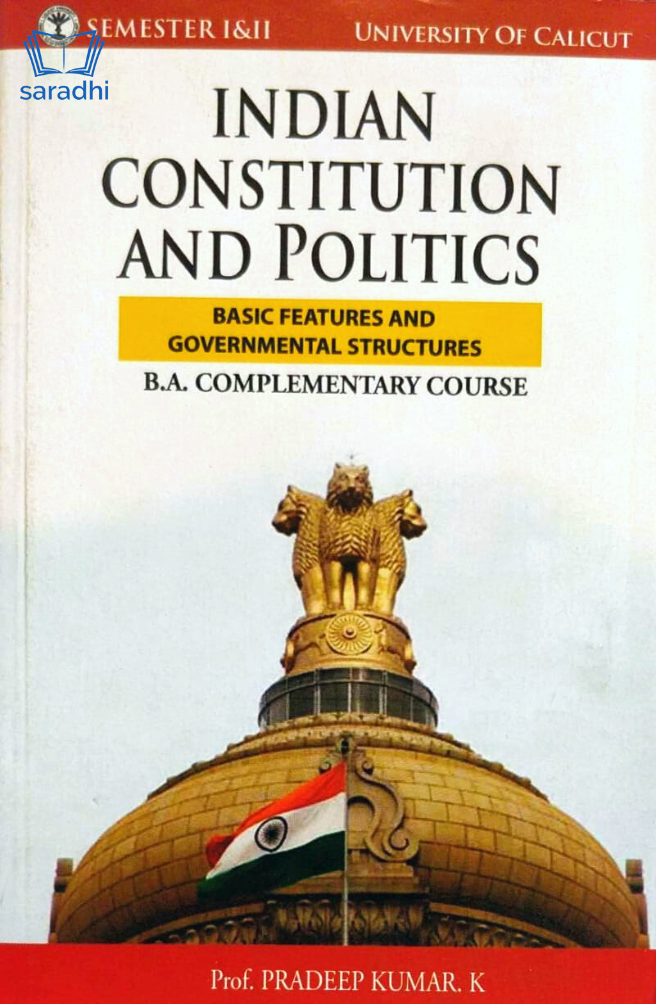 SEMESTER I&II UNIVERSITY OF CALICUT
saradhi
INDIAN
CONSTITUTION
AND POLITICS
BASIC FEATURES AND
GOVERNMENTAL STRUCTURES
B.A. COMPLEMENTARY COURSE
Prof. PRADEEP KUMAR. K